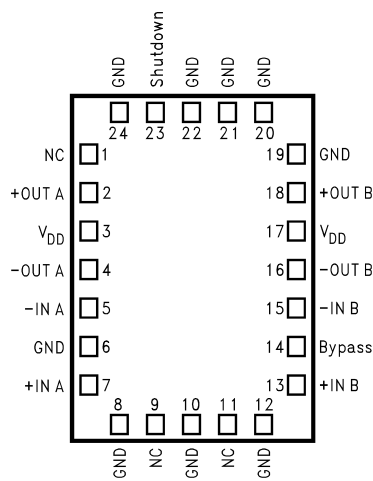 GND Shutdown GND GND GND
24 23 22 21 20
NC 1 19 GND
+OUT A 2 18 +OUT B
VDD 3 17 VDD
-OUT A 4 16 -OUT B
-IN A 5 15 -IN B
GND 6 14 Bypass
+IN A 7 13 +IN B
8 9 10 11 12
GND NC GND NC GND